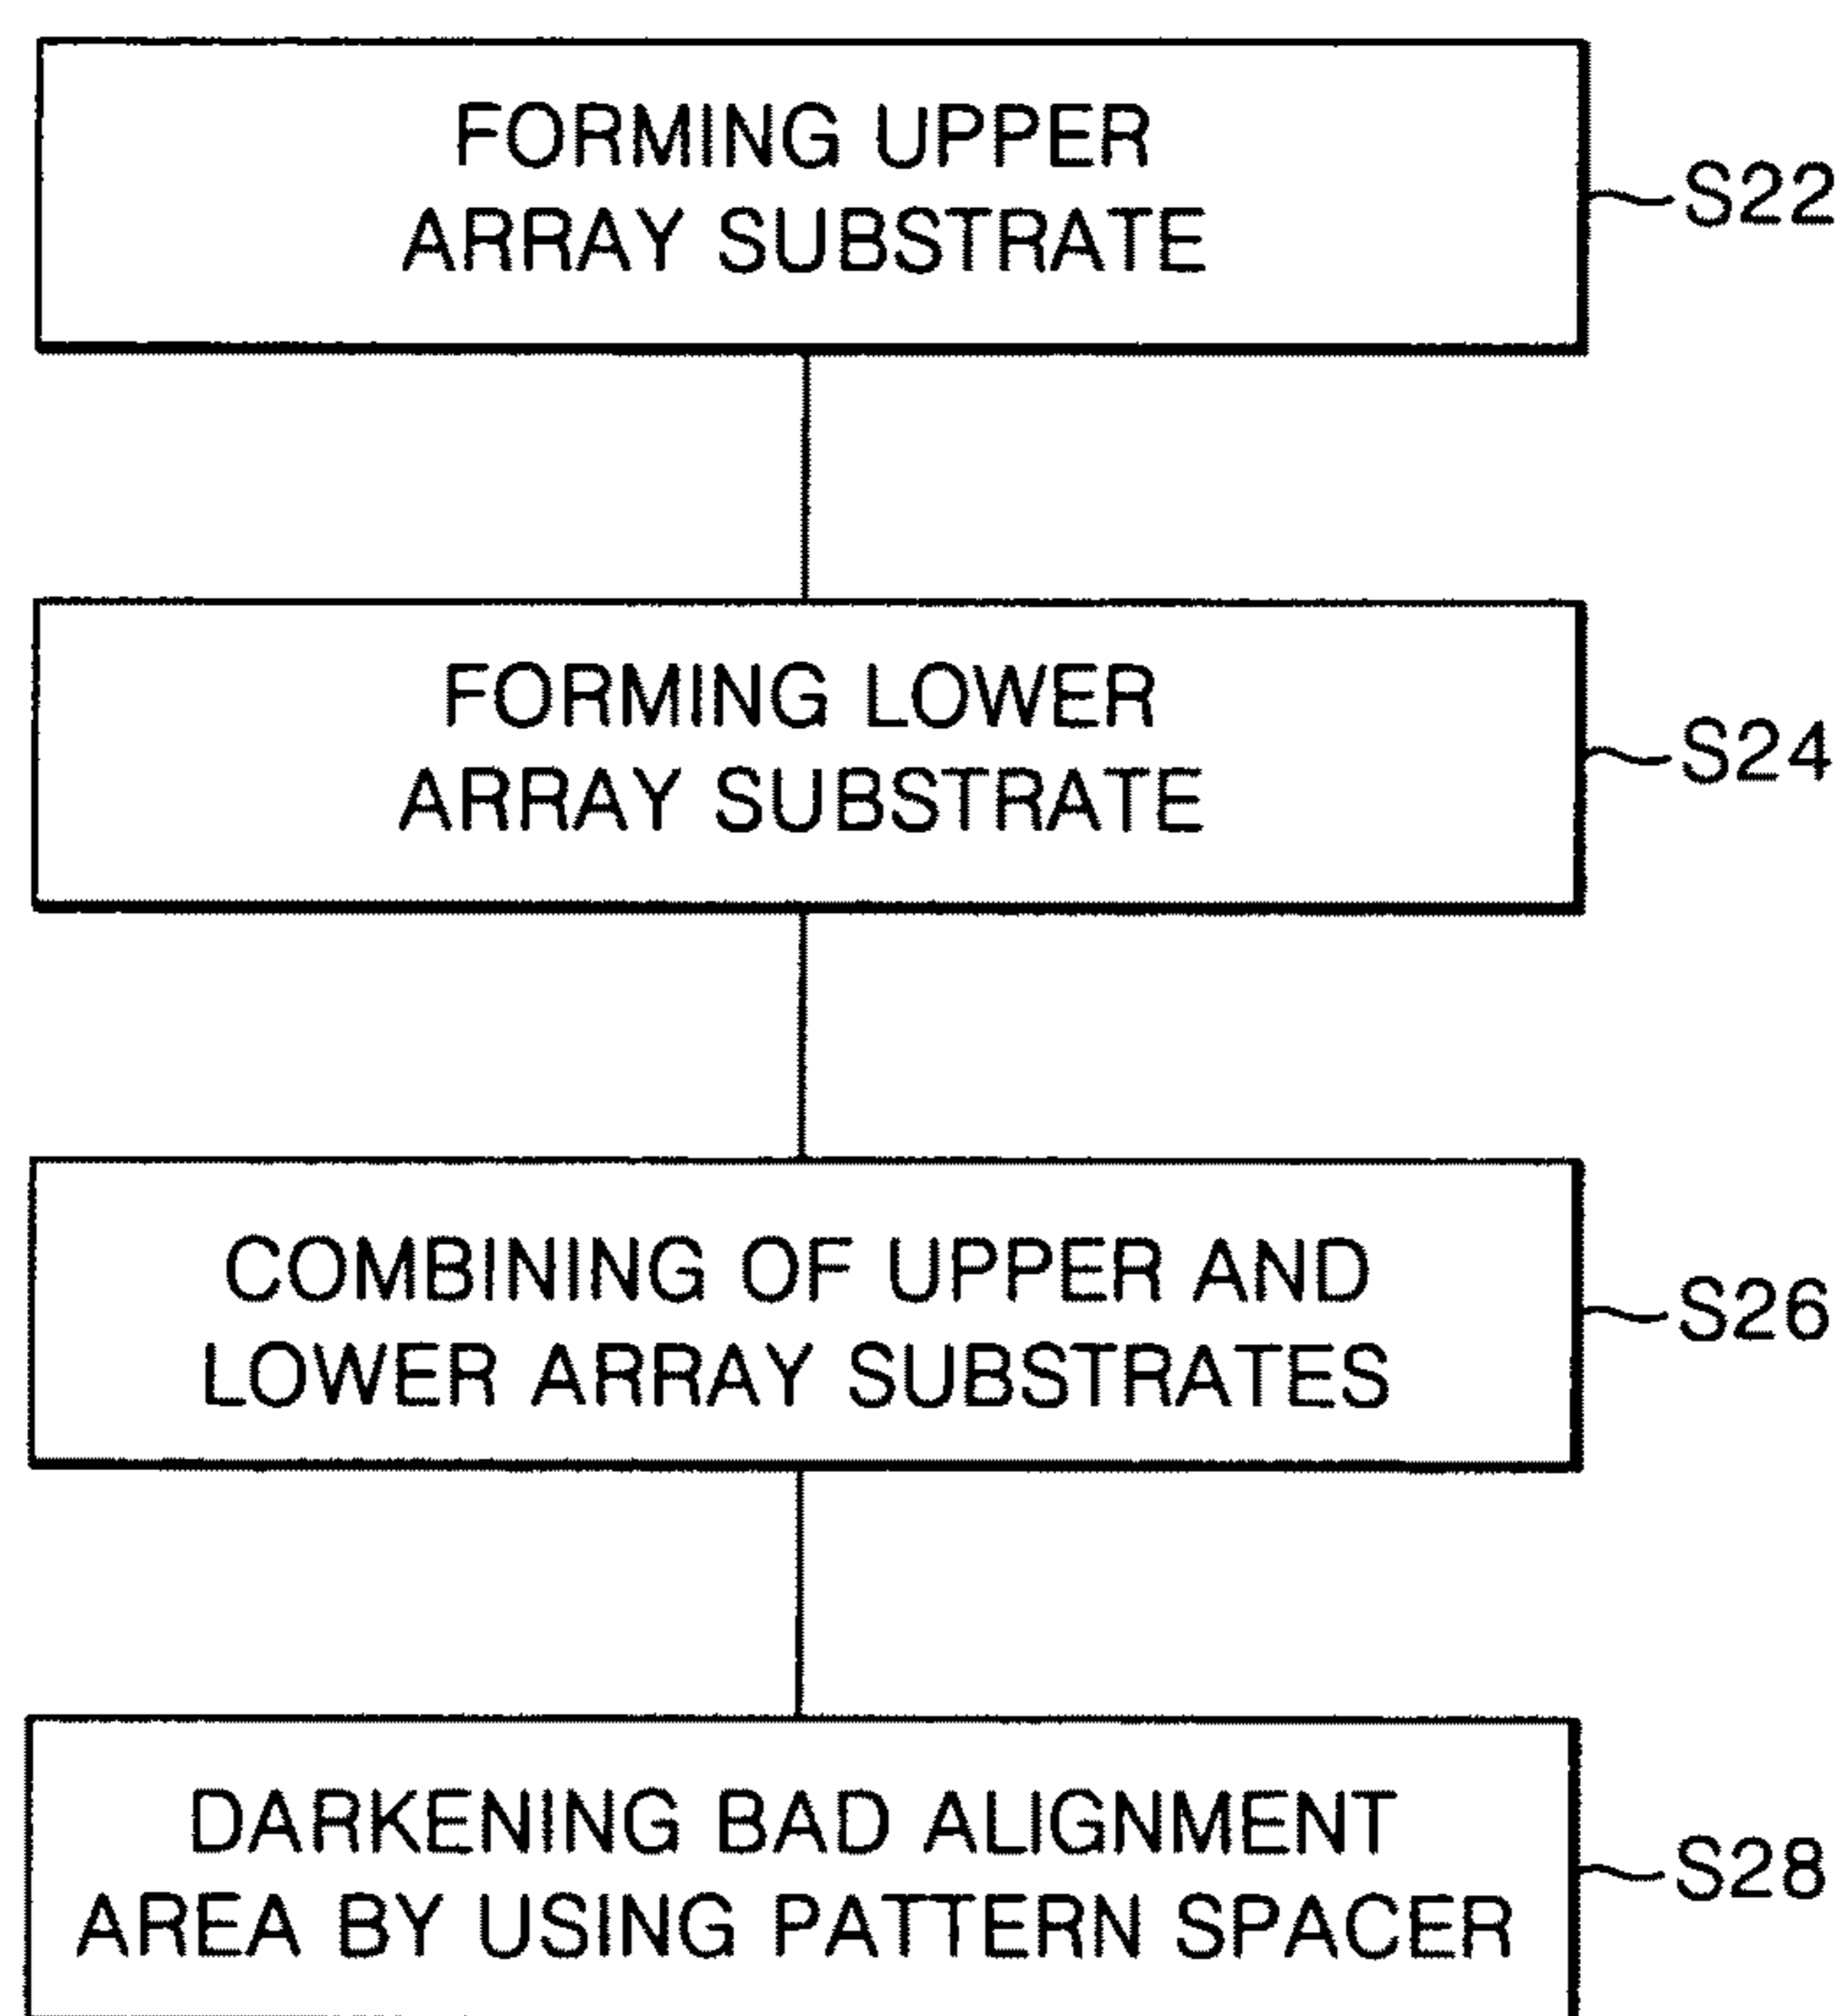 FORMING UPPER
ARRAY SUBSTRATE
S22
FORMING LOWER
ARRAY SUBSTRATE
S24
COMBINING OF UPPER AND
LOWER ARRAY SUBSTRATES
S26
DARKENING BAD ALIGNMENT
AREA BY USING PATTERN SPACER
S28